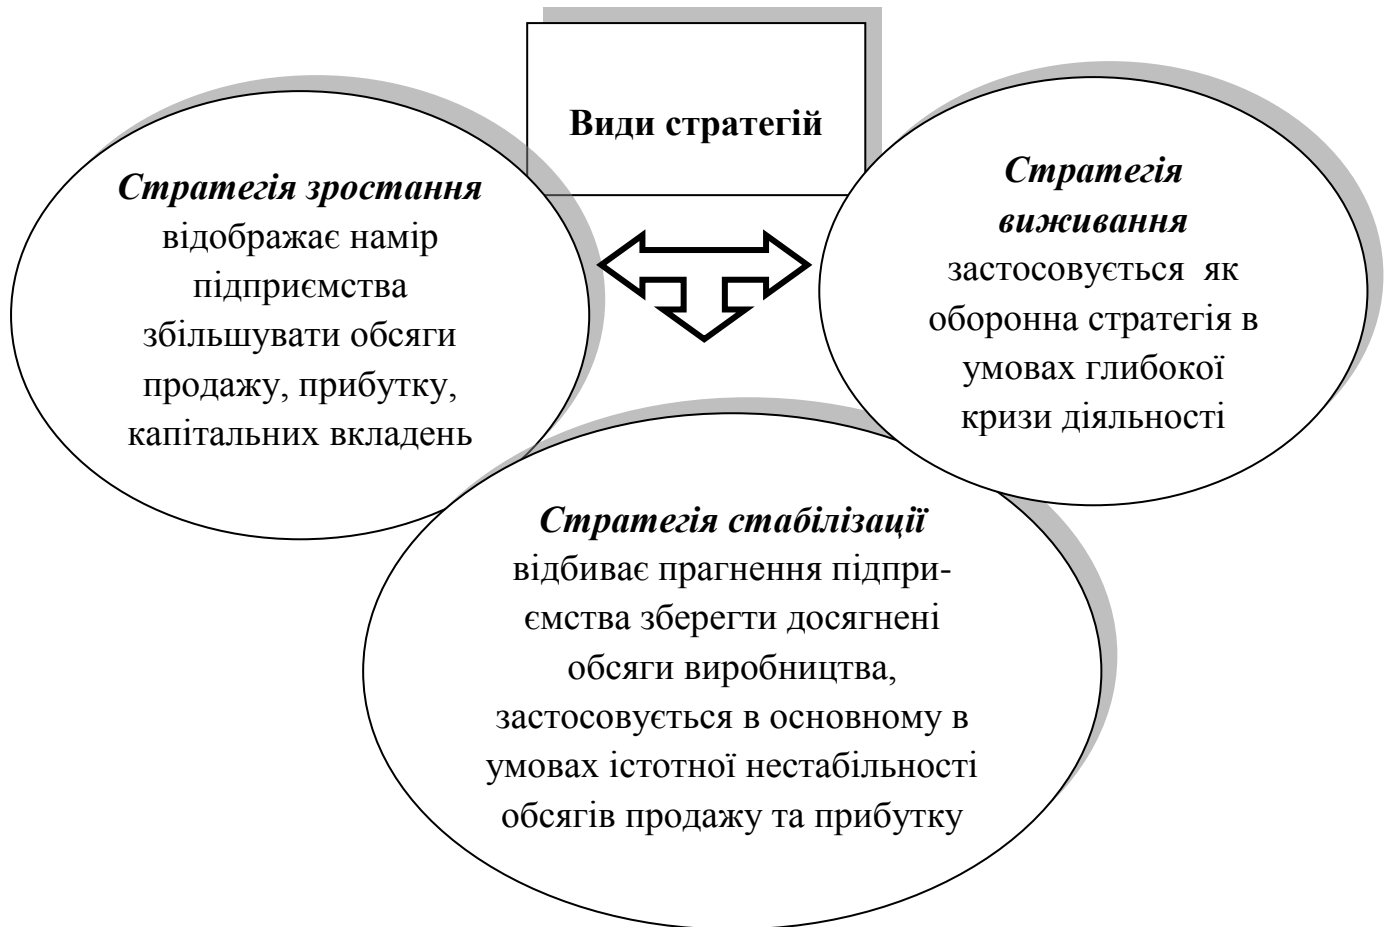 Види стратегій
Стратегія зростання
відображає намір
підприємства
збільшувати обсяги
продажу, прибутку,
капітальних вкладень
Стратегія
виживання
застосовується як
оборонна стратегія в
умовах глибокої
кризи діяльності
Стратегія стабілізації
відбиває прагнення підпри-
ємства зберегти досягнені
обсяги виробництва,
застосовується в основному в
умовах істотної нестабільності
обсягів продажу та прибутку